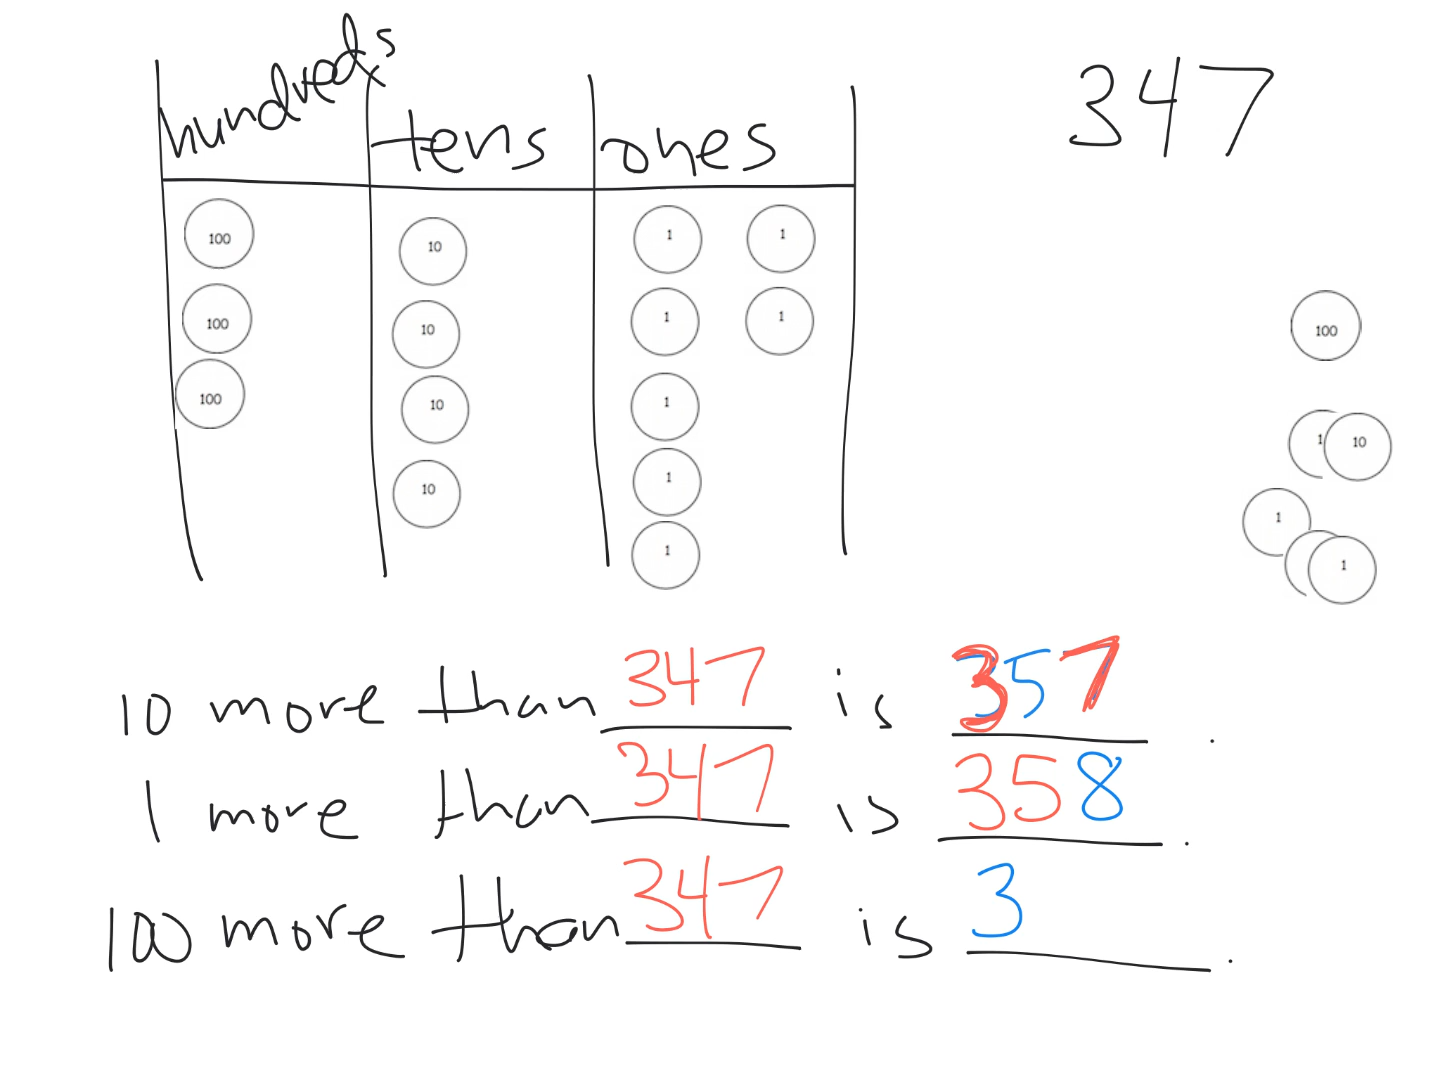 hundreds tens ones 347
100 10 1 1
100 10 1 1 100
100 10 1 1 10
10 1 1
1 1
10 more than 347 is 357.
1 more than 347 is 358.
100 more than 347 is 3.